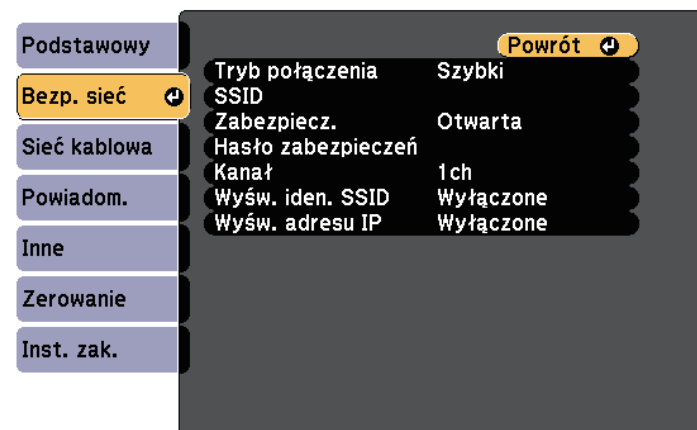 Podstawowy
Bezp. sieć
Sieć kablowa
Powiadom.
Inne
Zerowanie
Inst. zak.
Powrót
Tryb połączenia Szybki
SSID
Zabezpiecz. Otwarta
Hasło zabezpieczeń
Kanał 1ch
Wyśw. iden. SSID Wyłączone
Wyśw. adresu IP Wyłączone